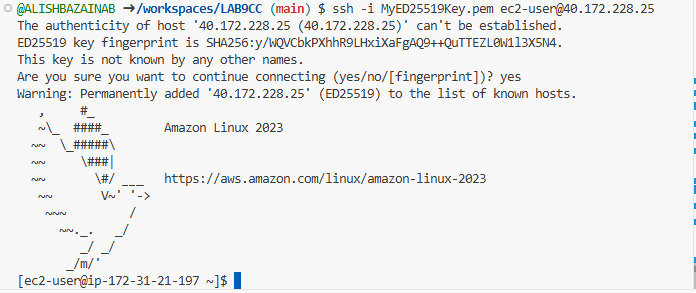 @ALISHBAZAINAB ➜/workspaces/LAB9CC (main) $ ssh -i MyED25519Key.pem ec2-user@40.172.228.25
The authenticity of host '40.172.228.25 (40.172.228.25)' can't be established.
ED25519 key fingerprint is SHA256:y/WQVCbkPXhhR9LHxiXaFgAQ9++QuTTEZL0W1l3X5N4.
This key is not known by any other names.
Are you sure you want to continue connecting (yes/no/[fingerprint])? yes
Warning: Permanently added '40.172.228.25' (ED25519) to the list of known hosts.
   ,     #_
   ~\_  ####_        Amazon Linux 2023
  ~~  \_#####\
  ~~     \###|
  ~~       \#/ ___   https://aws.amazon.com/linux/amazon-linux-2023
   ~~       V~' '->
    ~~~         /
      ~~._.   _/
         _/ _/
       _/m/'
[ec2-user@ip-172-31-21-197 ~]$